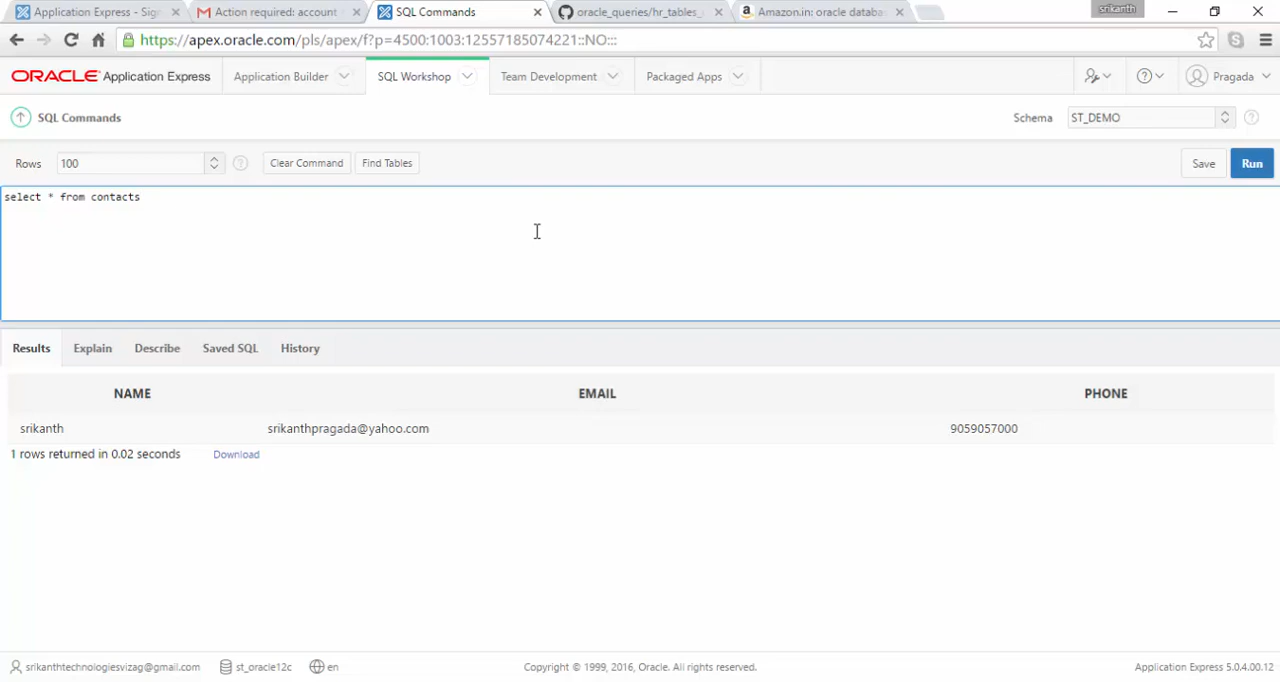 Application Express - Sig
Action required: account
SQL Commands
oracle_queries/hr_tables_
Amazon.in: oracle databa
srikanth
https://apex.oracle.com/pls/apex/f?p=4500:1003:12557185074221::NO:::
ORACLE Application Express
Application Builder
SQL Workshop
Team Development
Packaged Apps
Pragada
SQL Commands
Schema
ST_DEMO
Rows
100
Clear Command
Find Tables
Save
Run
select * from contacts
Results
Explain
Describe
Saved SQL
History
NAME
EMAIL
PHONE
srikanth
srikanthpragada@yahoo.com
9059057000
1 rows returned in 0.02 seconds
Download
srikanthtechnologiesvizag@gmail.com
st_oracle12c
en
Copyright © 1999, 2016, Oracle. All rights reserved.
Application Express 5.0.4.00.12